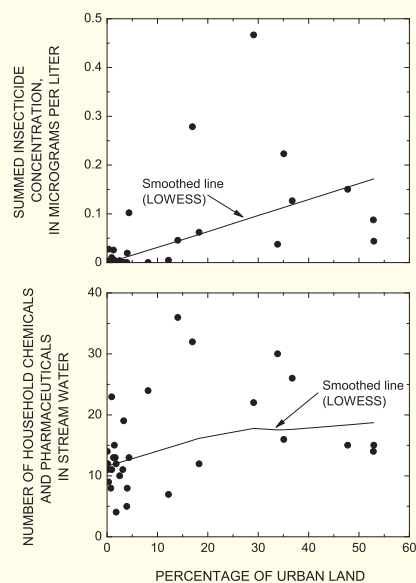 SUMMED INSECTICIDE
CONCENTRATION,
IN MICROGRAMS PER LITER
0.5
0.4
0.3
0.2
0.1
0
Smoothed line
(LOWESS)
NUMBER OF HOUSEHOLD CHEMICALS
AND PHARMACEUTICALS
IN STREAM WATER
40
30
20
10
0
Smoothed line
(LOWESS)
0 10 20 30 40 50 60
PERCENTAGE OF URBAN LAND